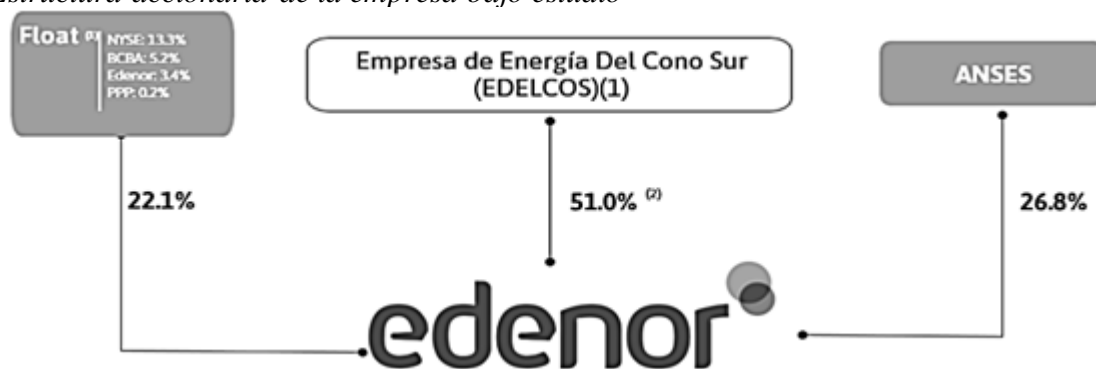 estructura accionaria de la empresa bajo estudio
Float (1)
NYSE: 13.3%
BCBA: 5.2%
Edenor: 3.4%
PPP: 0.2%
Empresa de Energía Del Cono Sur
(EDELCOS)(1)
ANSES
22.1%
51.0% (2)
26.8%
edenor